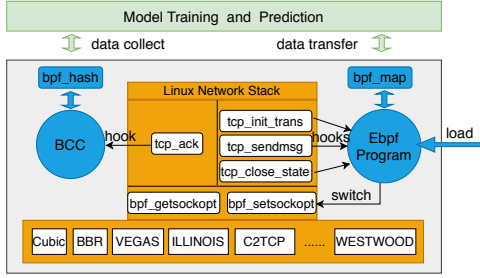 Model Training and Prediction
data collect
data transfer
bpf_hash
bpf_map
Linux Network Stack
BCC
hook
tcp_ack
tcp_init_trans
tcp_sendmsg
tcp_close_state
hooks
Ebpf
Program
load
bpf_getsockopt
bpf_setsockopt
switch
Cubic
BBR
VEGAS
ILLINOIS
C2TCP
......
WESTWOOD